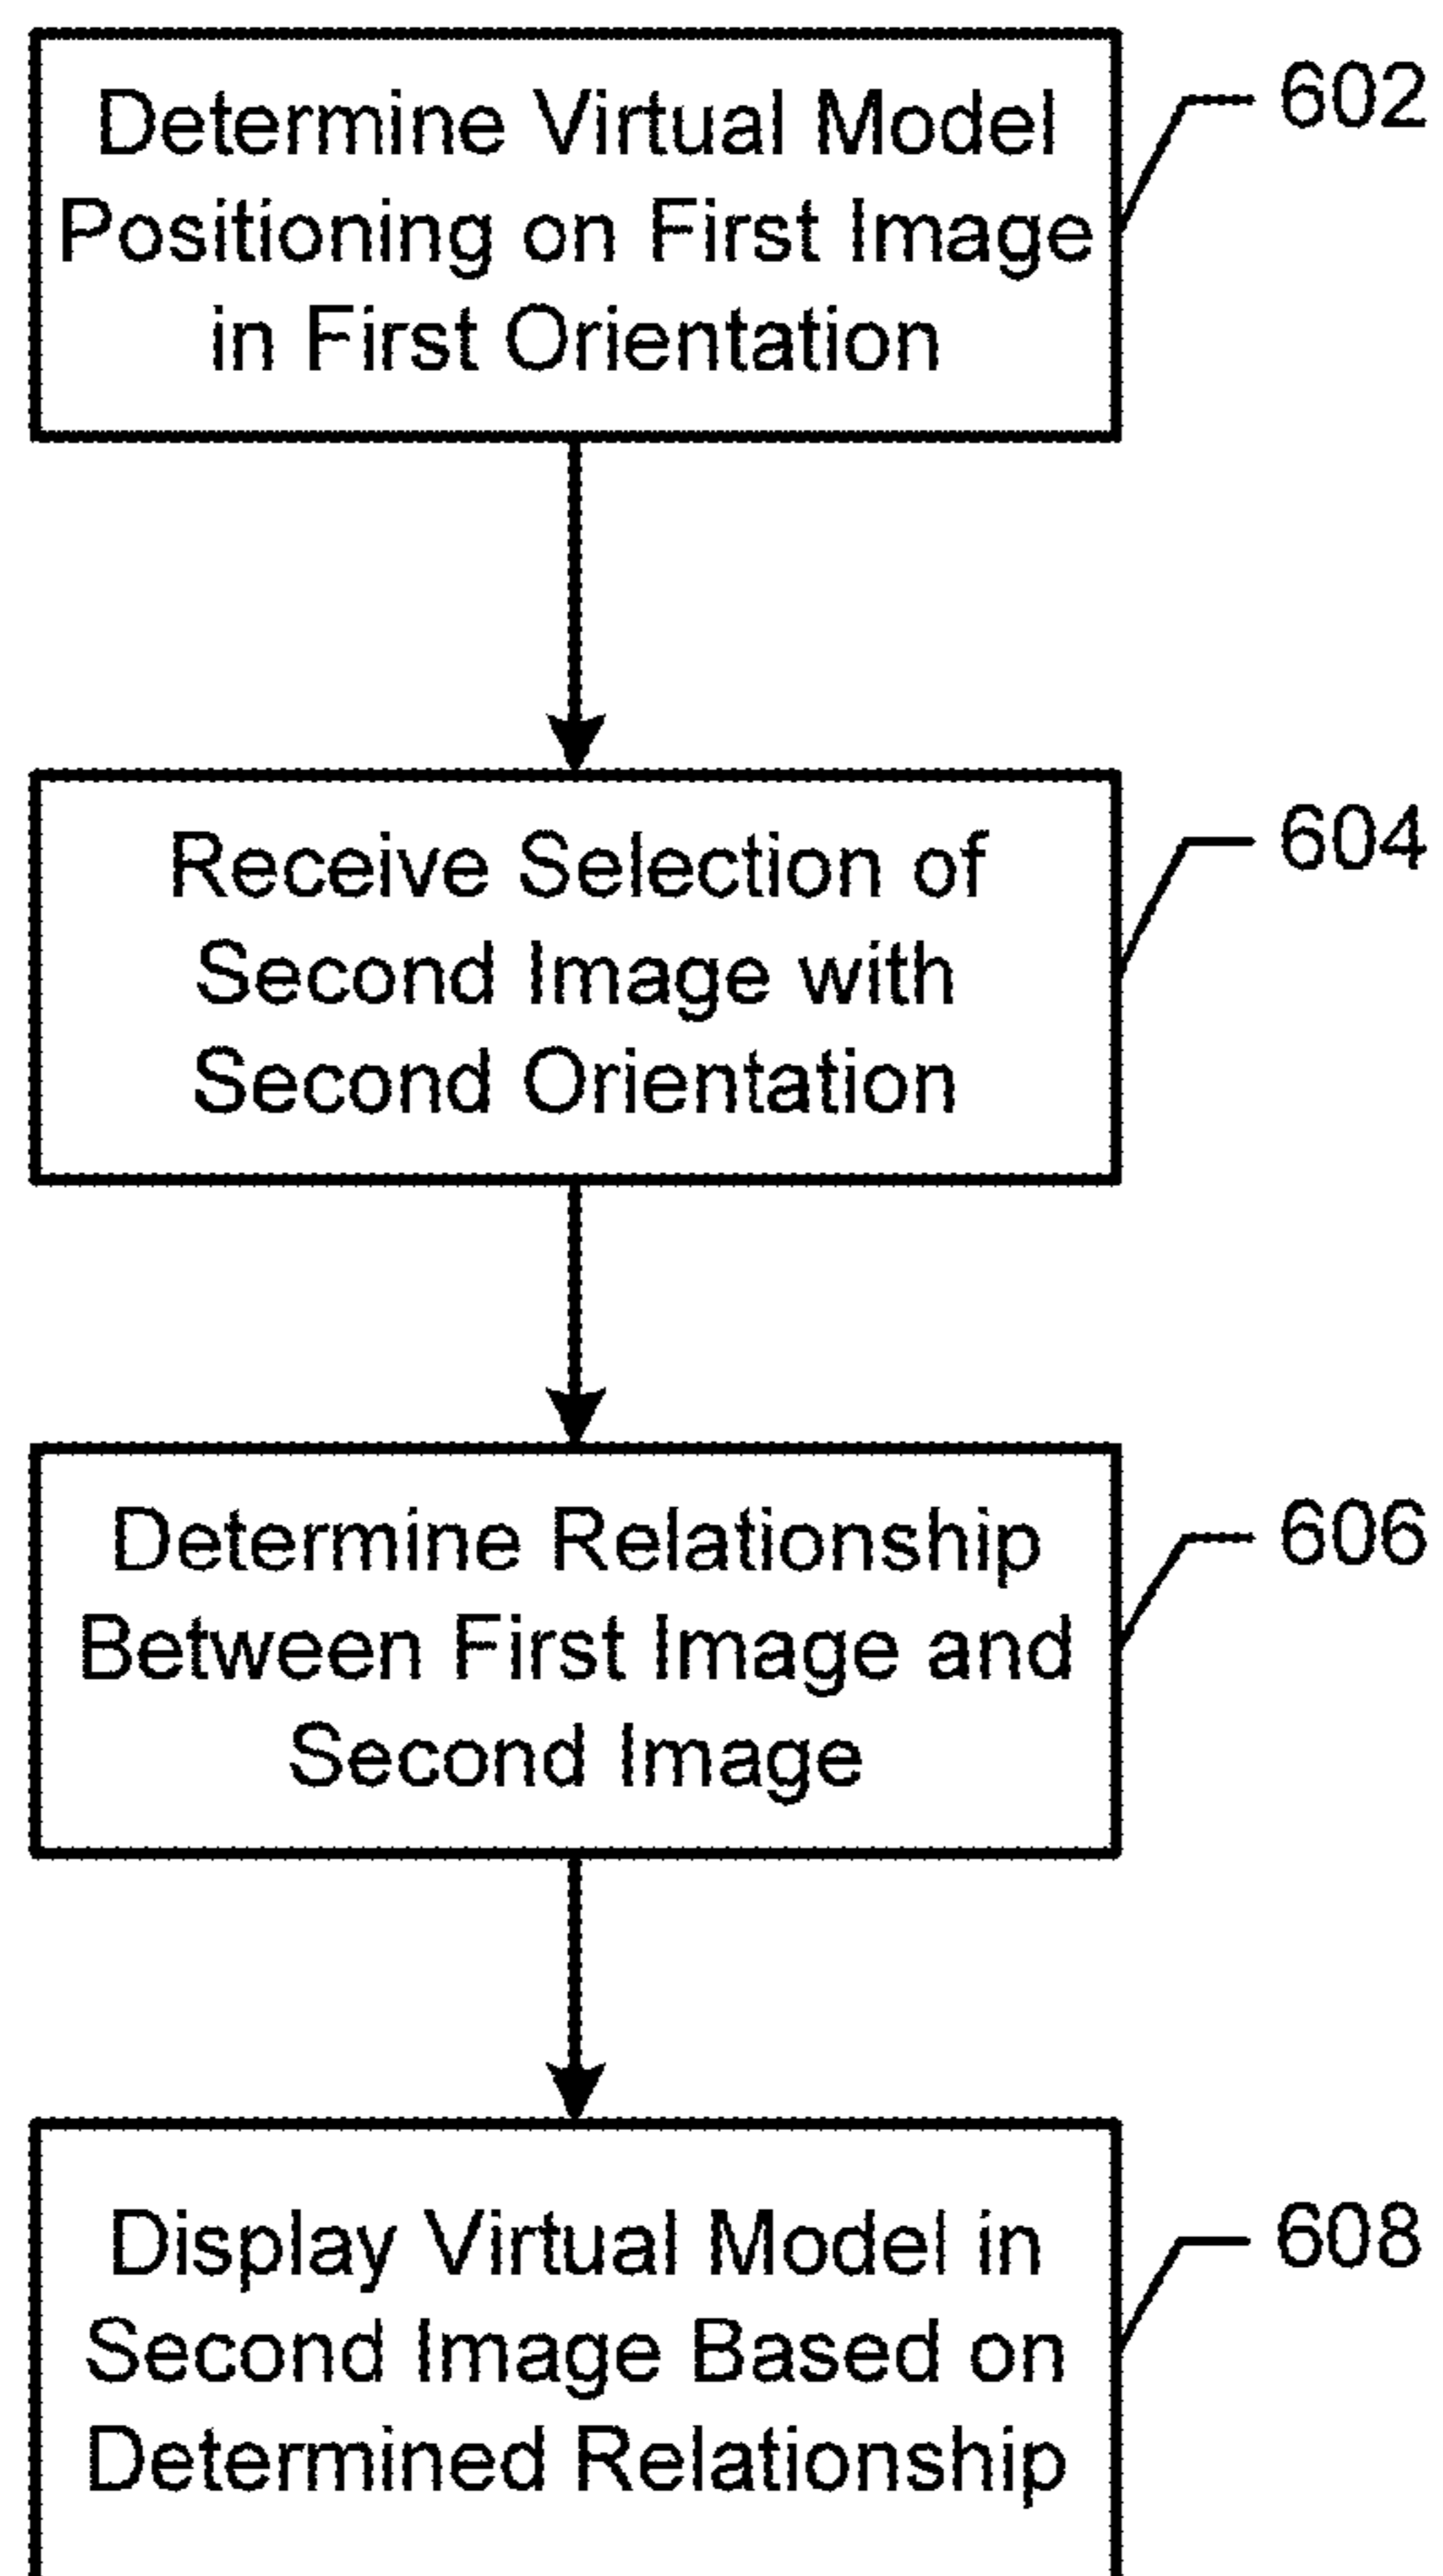 Determine Virtual Model
Positioning on First Image
in First Orientation
602
Receive Selection of
Second Image with
Second Orientation
604
Determine Relationship
Between First Image and
Second Image
606
Display Virtual Model in
Second Image Based on
Determined Relationship
608